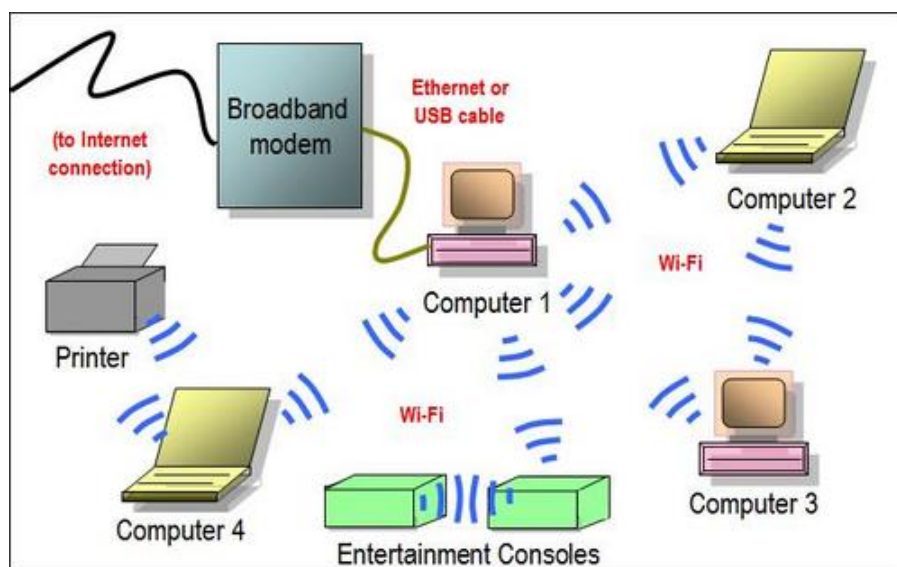 Broadband
modem
Ethernet or
USB cable
(to Internet
connection)
Computer 2
Wi-Fi
Computer 1
Printer
Wi-Fi
Computer 3
Computer 4
Entertainment Consoles